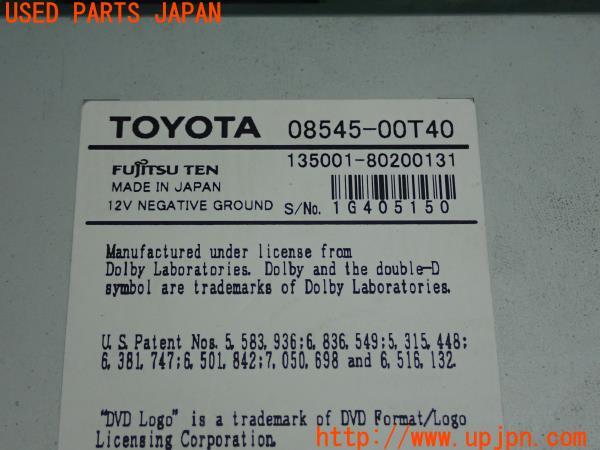 USED PARTS JAPAN
TOYOTA 08545-00T40
135001-80200131
FUJITSU TEN
MADE IN JAPAN
12V NEGATIVE GROUND S/No. 1G405150
Manufactured under license from
Dolby Laboratories. Dolby and the double-D
symbol are trademarks of Dolby Laboratories.
U.S. Patent Nos. 5,583,936;6,836,549;5,315,448;
6,381,747;6,501,842;7,050,698 and 6,516,132.
"DVD Logo" is a trademark of DVD Format/Logo
Licensing Corporation.
http://www.upjpn.com/